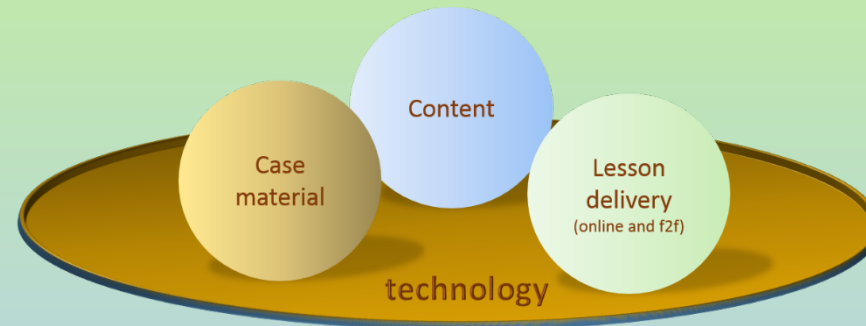 Content
Case
material
Lesson
delivery
(online and f2f)
technology